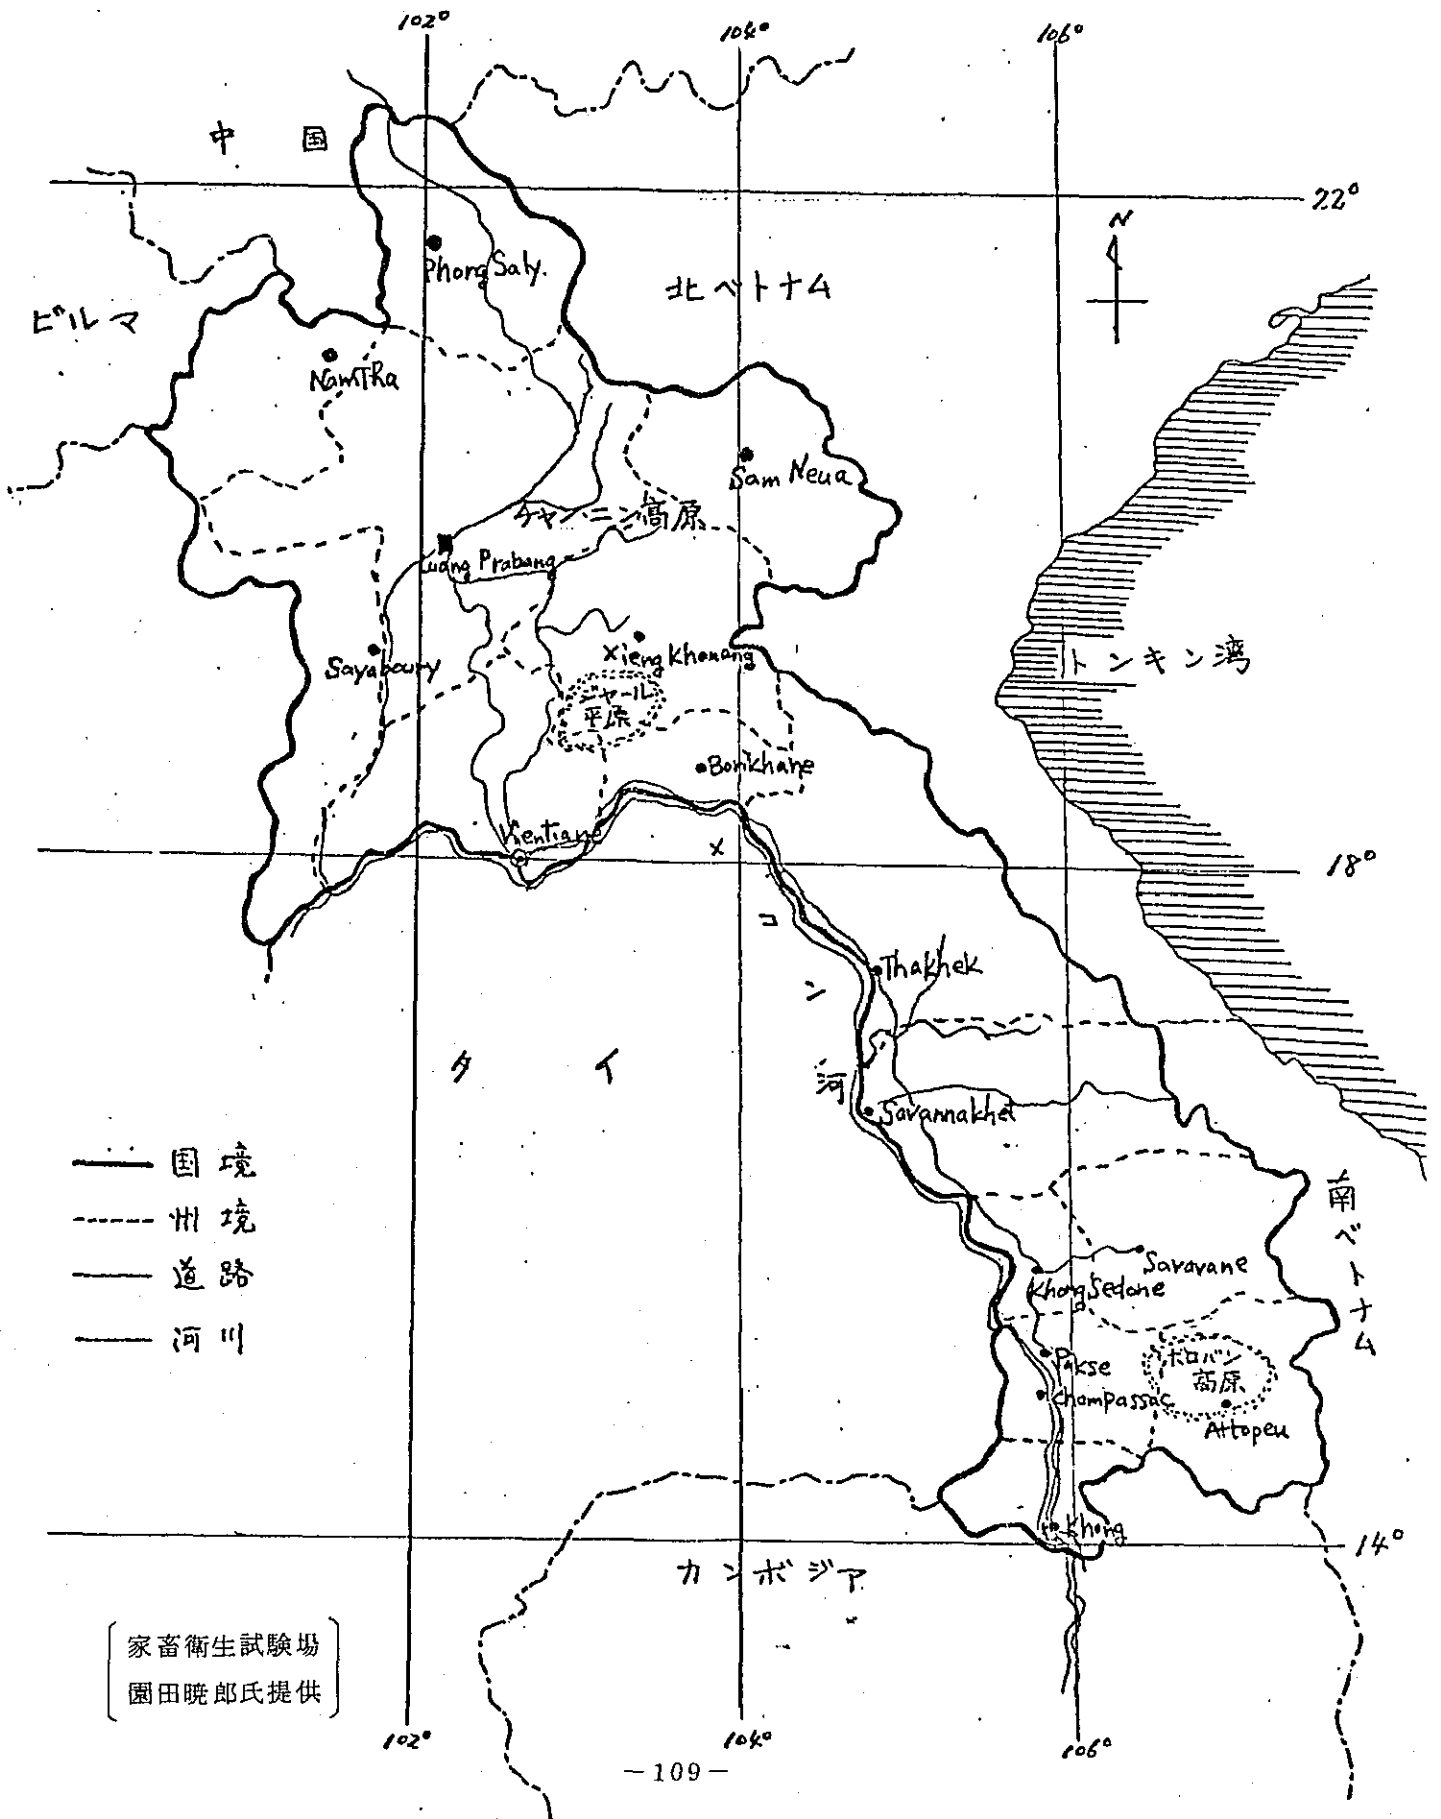 102°
104°
106°
中国
22°
N
Phong Saly.
北ベトナム
ビルマ
Nam Tha
Sam Neua
チャンニン高原
Luang Prabang
トンキン湾
Sayaboury
Xieng Khouang
ジャール
平原
Borikhane
Vientiane
18°
メコン河
Thakhek
タイ
Savannakhet
国境
州境
道路
河川
南ベトナム
Saravane
Khong Sedone
Pakse
ボロバン
高原
Champassac
Attopeu
Khong
14°
カンボジア
家畜衛生試験場
園田暁郎氏提供
102°
104°
106°
－109－